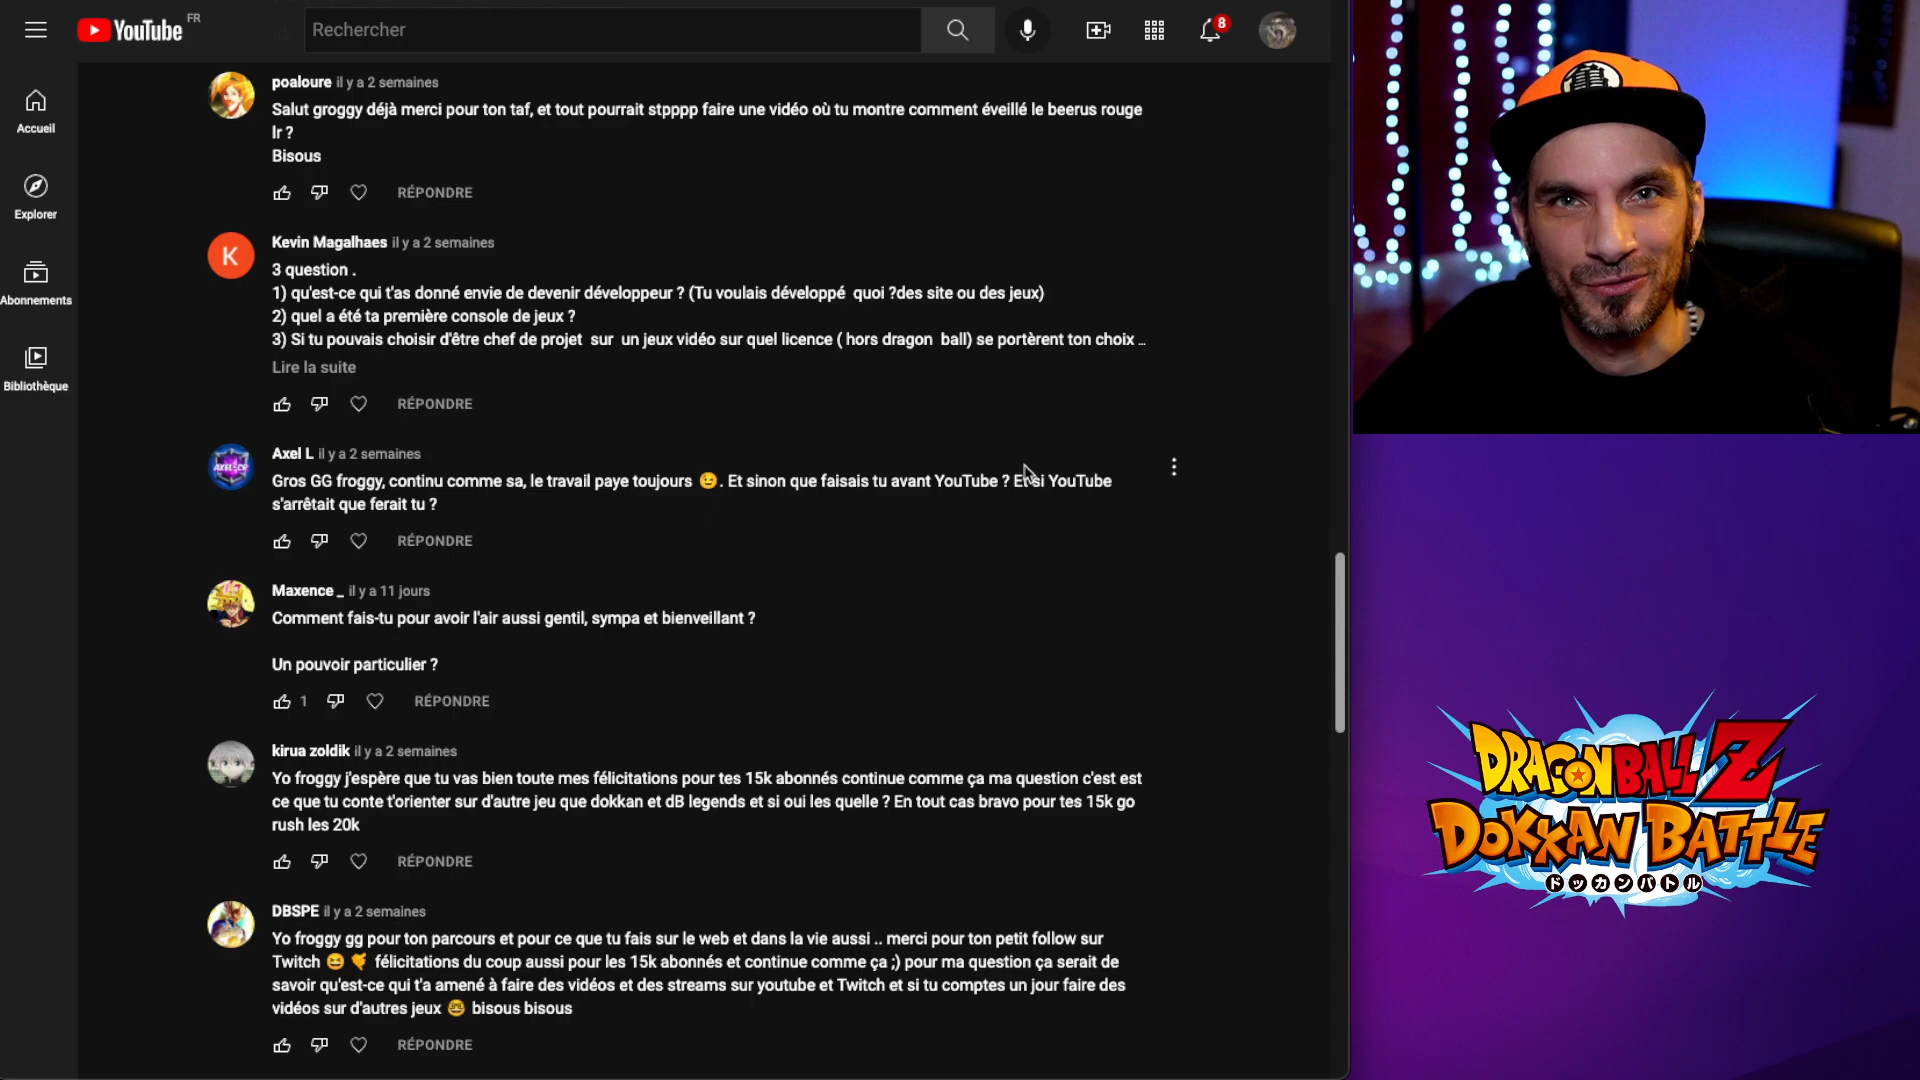 YouTube FR
Rechercher
8
Accueil
Explorer
Abonnements
Bibliothèque
poaloure il y a 2 semaines
Salut groggy déjà merci pour ton taf, et tout pourrait stpppp faire une vidéo où tu montre comment éveillé le beerus rouge
lr ?
Bisous
RÉPONDRE
K
Kevin Magalhaes il y a 2 semaines
3 question .
1) qu'est-ce qui t'as donné envie de devenir développeur ? (Tu voulais développé quoi ?des site ou des jeux)
2) quel a été ta première console de jeux ?
3) Si tu pouvais choisir d'être chef de projet sur un jeux vidéo sur quel licence ( hors dragon ball) se portèrent ton choix ...
Lire la suite
RÉPONDRE
AXEL-CR
Axel L il y a 2 semaines
Gros GG froggy, continu comme sa, le travail paye toujours 😉. Et sinon que faisais tu avant YouTube ? Et si YouTube
s'arrêtait que ferait tu ?
RÉPONDRE
Maxence _ il y a 11 jours
Comment fais-tu pour avoir l'air aussi gentil, sympa et bienveillant ?
Un pouvoir particulier ?
1 RÉPONDRE
kirua zoldik il y a 2 semaines
Yo froggy j'espère que tu vas bien toute mes félicitations pour tes 15k abonnés continue comme ça ma question c'est est
ce que tu conte t'orienter sur d'autre jeu que dokkan et dB legends et si oui les quelle ? En tout cas bravo pour tes 15k go
rush les 20k
RÉPONDRE
DBSPE il y a 2 semaines
Yo froggy gg pour ton parcours et pour ce que tu fais sur le web et dans la vie aussi .. merci pour ton petit follow sur
Twitch 😆 🤙 félicitations du coup aussi pour les 15k abonnés et continue comme ça ;) pour ma question ça serait de
savoir qu'est-ce qui t'a amené à faire des vidéos et des streams sur youtube et Twitch et si tu comptes un jour faire des
vidéos sur d'autres jeux 🤓 bisous bisous
RÉPONDRE
DRAGONBALL Z
DOKKAN BATTLE
ドッカンバトル